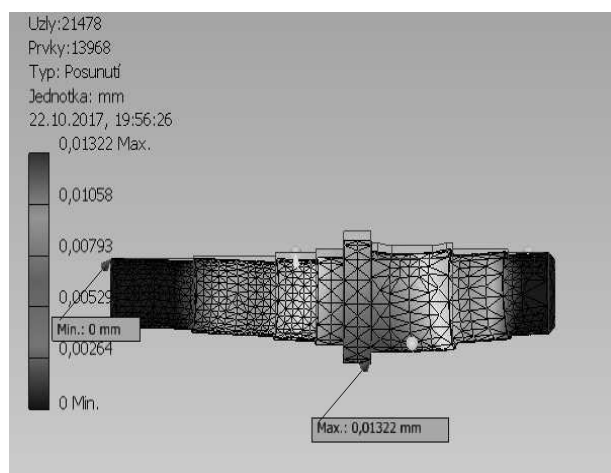 Uzly:21478
Prvky:13968
Typ: Posunutí
Jednotka: mm
22.10.2017, 19:56:26
0,01322 Max.
0,01058
0,00793
0,00529
Min.: 0 mm
0,00264
0 Min.
Max.: 0,01322 mm